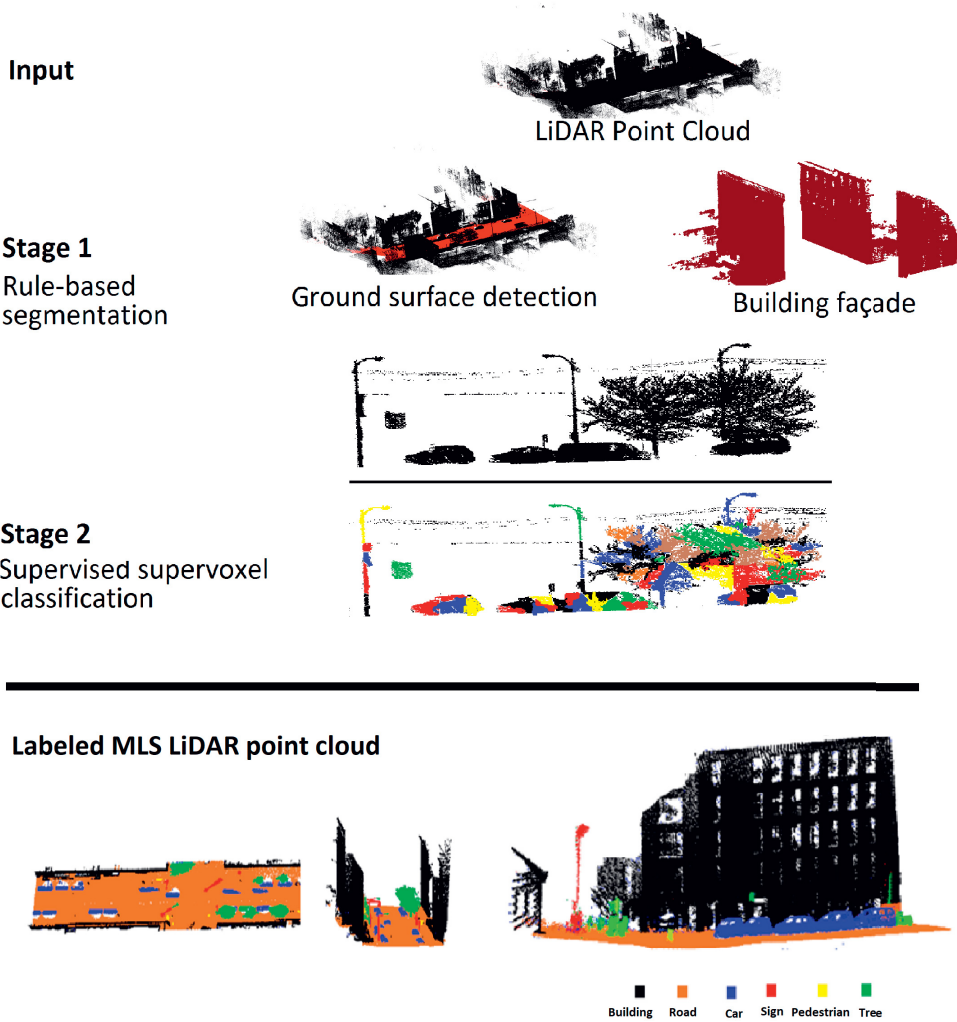 Input
LiDAR Point Cloud
Stage 1
Rule-based
segmentation
Ground surface detection
Building façade
Stage 2
Supervised supervoxel
classification
Labeled MLS LiDAR point cloud
Building Road Car Sign Pedestrian Tree